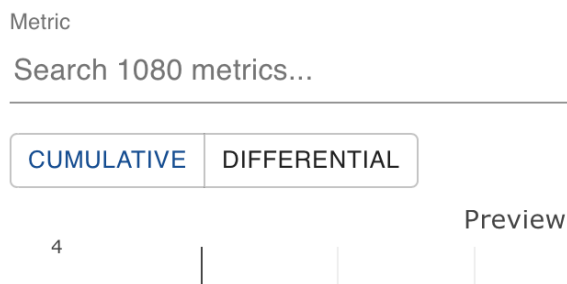 Metric
Search 1080 metrics...
CUMULATIVE DIFFERENTIAL
Preview
4